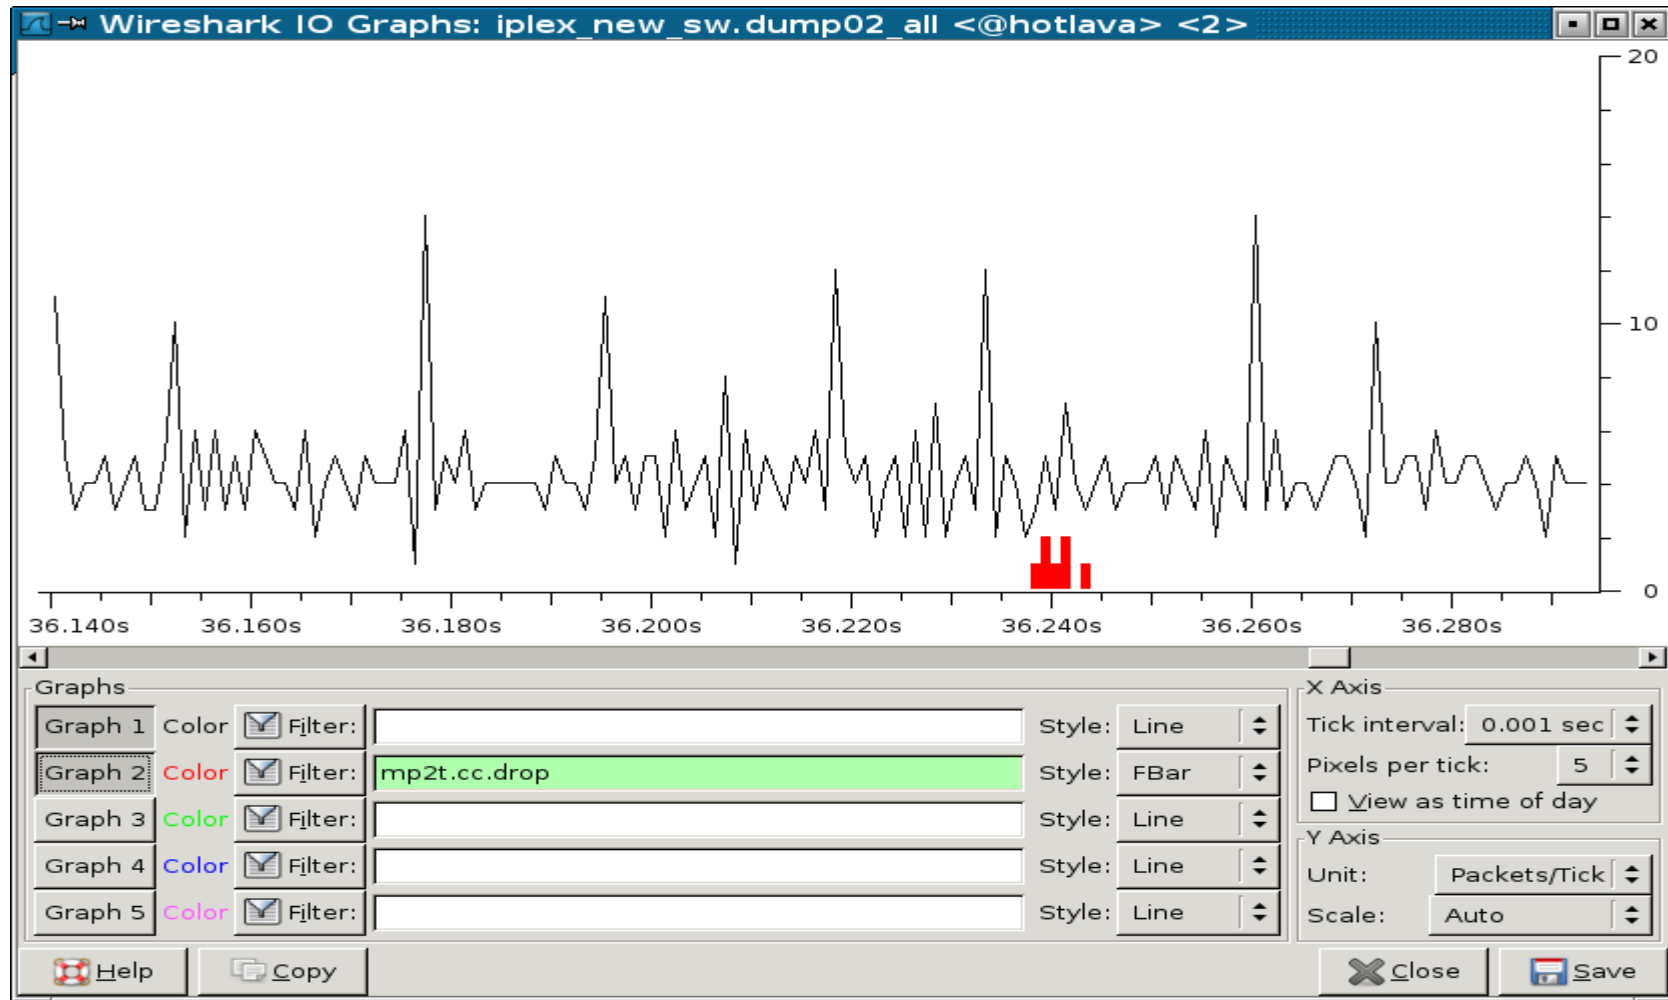 Wireshark IO Graphs: iplex_new_sw.dump02_all <@hotlava> <2>
20
10
0
36.140s 36.160s 36.180s 36.200s 36.220s 36.240s 36.260s 36.280s
Graphs
Graph 1 Color Filter: Style: Line
Graph 2 Color Filter: mp2t.cc.drop Style: FBar
Graph 3 Color Filter: Style: Line
Graph 4 Color Filter: Style: Line
Graph 5 Color Filter: Style: Line
X Axis
Tick interval: 0.001 sec
Pixels per tick: 5
View as time of day
Y Axis
Unit: Packets/Tick
Scale: Auto
Help Copy Close Save